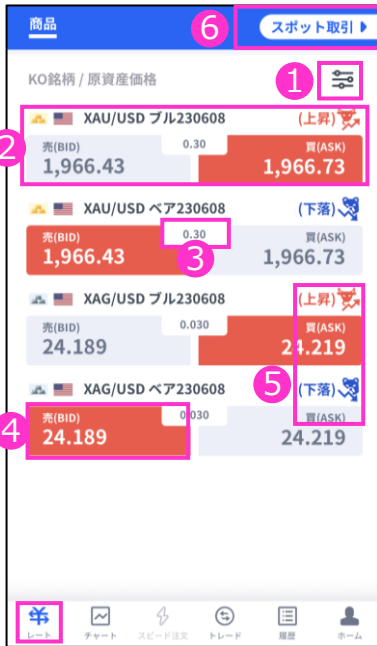 商品
6
スポット取引
KO銘柄 / 原資産価格
1
XAU/USD ブル230608
(上昇)
2
売(BID)
0.30
買(ASK)
1,966.43
1,966.73
XAU/USD ベア230608
(下落)
売(BID)
0.30
買(ASK)
1,966.43
3
1,966.73
XAG/USD ブル230608
(上昇)
売(BID)
0.030
買(ASK)
24.189
24.219
XAG/USD ベア230608
5
(下落)
4
売(BID)
0.030
買(ASK)
24.189
24.219
レート
チャート
スピード注文
トレード
履歴
ホーム